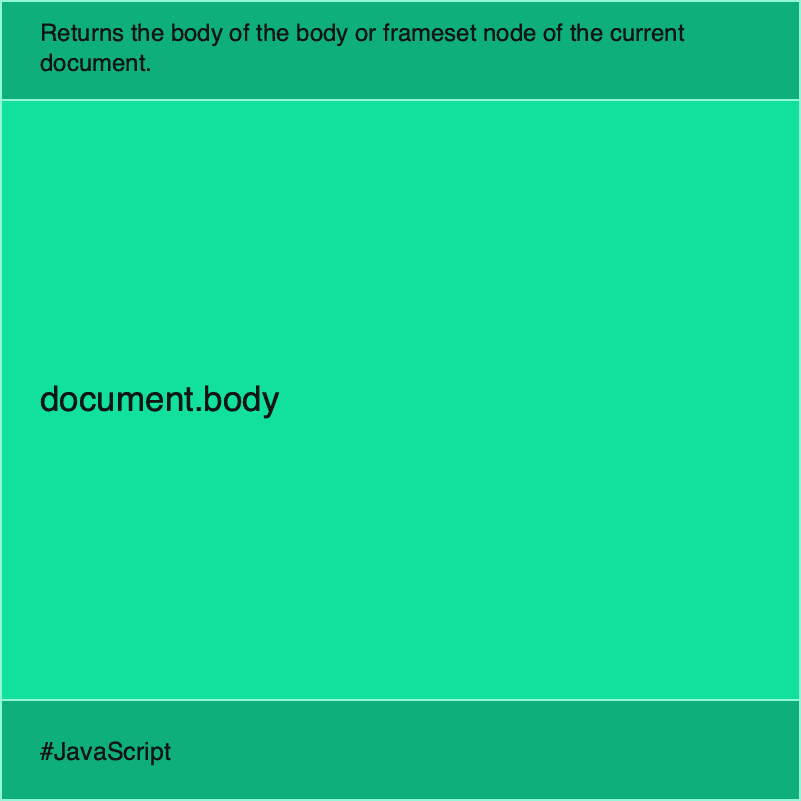 Returns the body of the body or frameset node of the current
document.
document.body
#JavaScript